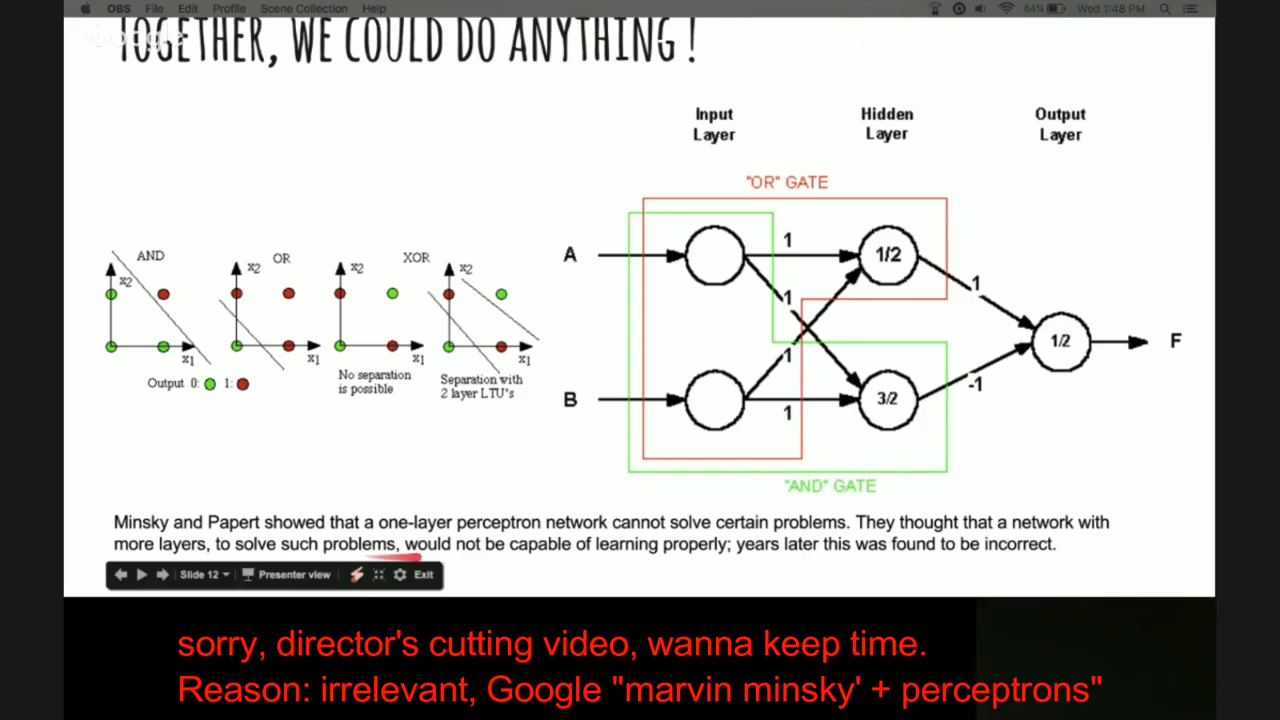 OBS File Edit Profile Scene Collection Help 64% Wed 1:48 PM
Google
TOGETHER, WE COULD DO ANYTHING!
Input Layer
Hidden Layer
Output Layer
"OR" GATE
A
1
1/2
1
1
1
1/2
F
B
1
3/2
-1
"AND" GATE
AND
x2
x1
OR
x2
x1
XOR
x2
x1
x2
x1
Output 0: 1:
No separation
is possible
Separation with
2 layer LTU's
Minsky and Papert showed that a one-layer perceptron network cannot solve certain problems. They thought that a network with
more layers, to solve such problems, would not be capable of learning properly; years later this was found to be incorrect.
Slide 12 Presenter view Exit
sorry, director's cutting video, wanna keep time.
Reason: irrelevant, Google "marvin minsky' + perceptrons"